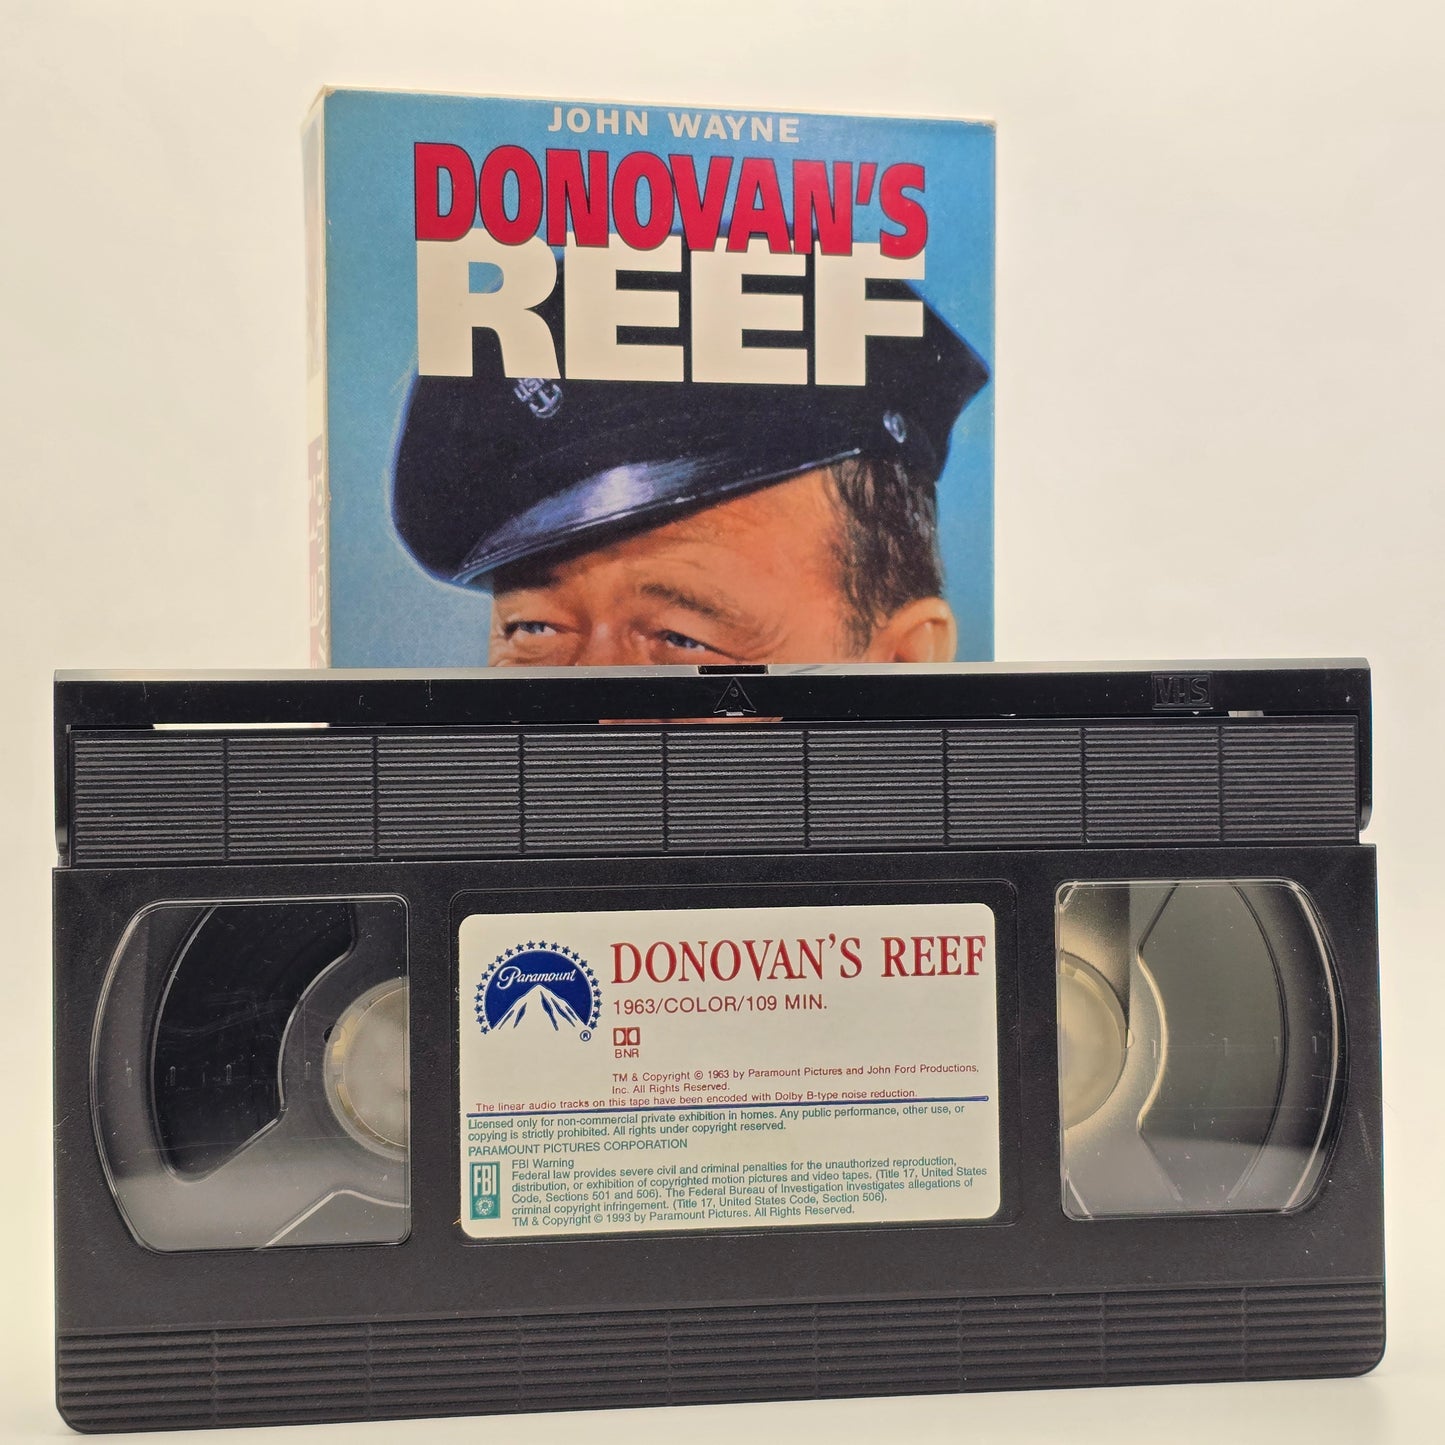 JOHN WAYNE
DONOVAN'S
REEF
USN
VHS
Paramount
®
DONOVAN'S REEF
1963/COLOR/109 MIN.
BNR
TM & Copyright © 1963 by Paramount Pictures and John Ford Productions,
Inc. All Rights Reserved.
The linear audio tracks on this tape have been encoded with Dolby B-type noise reduction.
Licensed only for non-commercial private exhibition in homes. Any public performance, other use, or
copying is strictly prohibited. All rights under copyright reserved.
PARAMOUNT PICTURES CORPORATION
FBI
FBI Warning
Federal law provides severe civil and criminal penalties for the unauthorized reproduction,
distribution, or exhibition of copyrighted motion pictures and video tapes. (Title 17, United States
Code, Sections 501 and 506). The Federal Bureau of Investigation investigates allegations of
criminal copyright infringement. (Title 17, United States Code, Section 506).
TM & Copyright © 1993 by Paramount Pictures. All Rights Reserved.